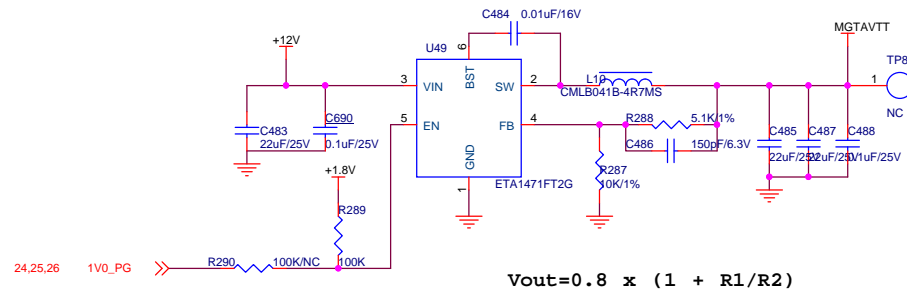 C484 0.01uF/16V
MGTAVTT
+12V
U49
6
BST
L10
TP8
3 VIN
SW 2
1
CMLB041B-4R7MS
C690
5 EN
FB 4
R288
5.1K/1%
NC
C483
22uF/25V
0.1uF/25V
C486
150pF/6.3V
C485
C487
C488
22uF/25V
22uF/25V
0.1uF/25V
GND
1
ETA1471FT2G
R287
10K/1%
+1.8V
R289
24,25,26 1V0_PG
R290
100K/NC
100K
Vout=0.8 x (1 + R1/R2)